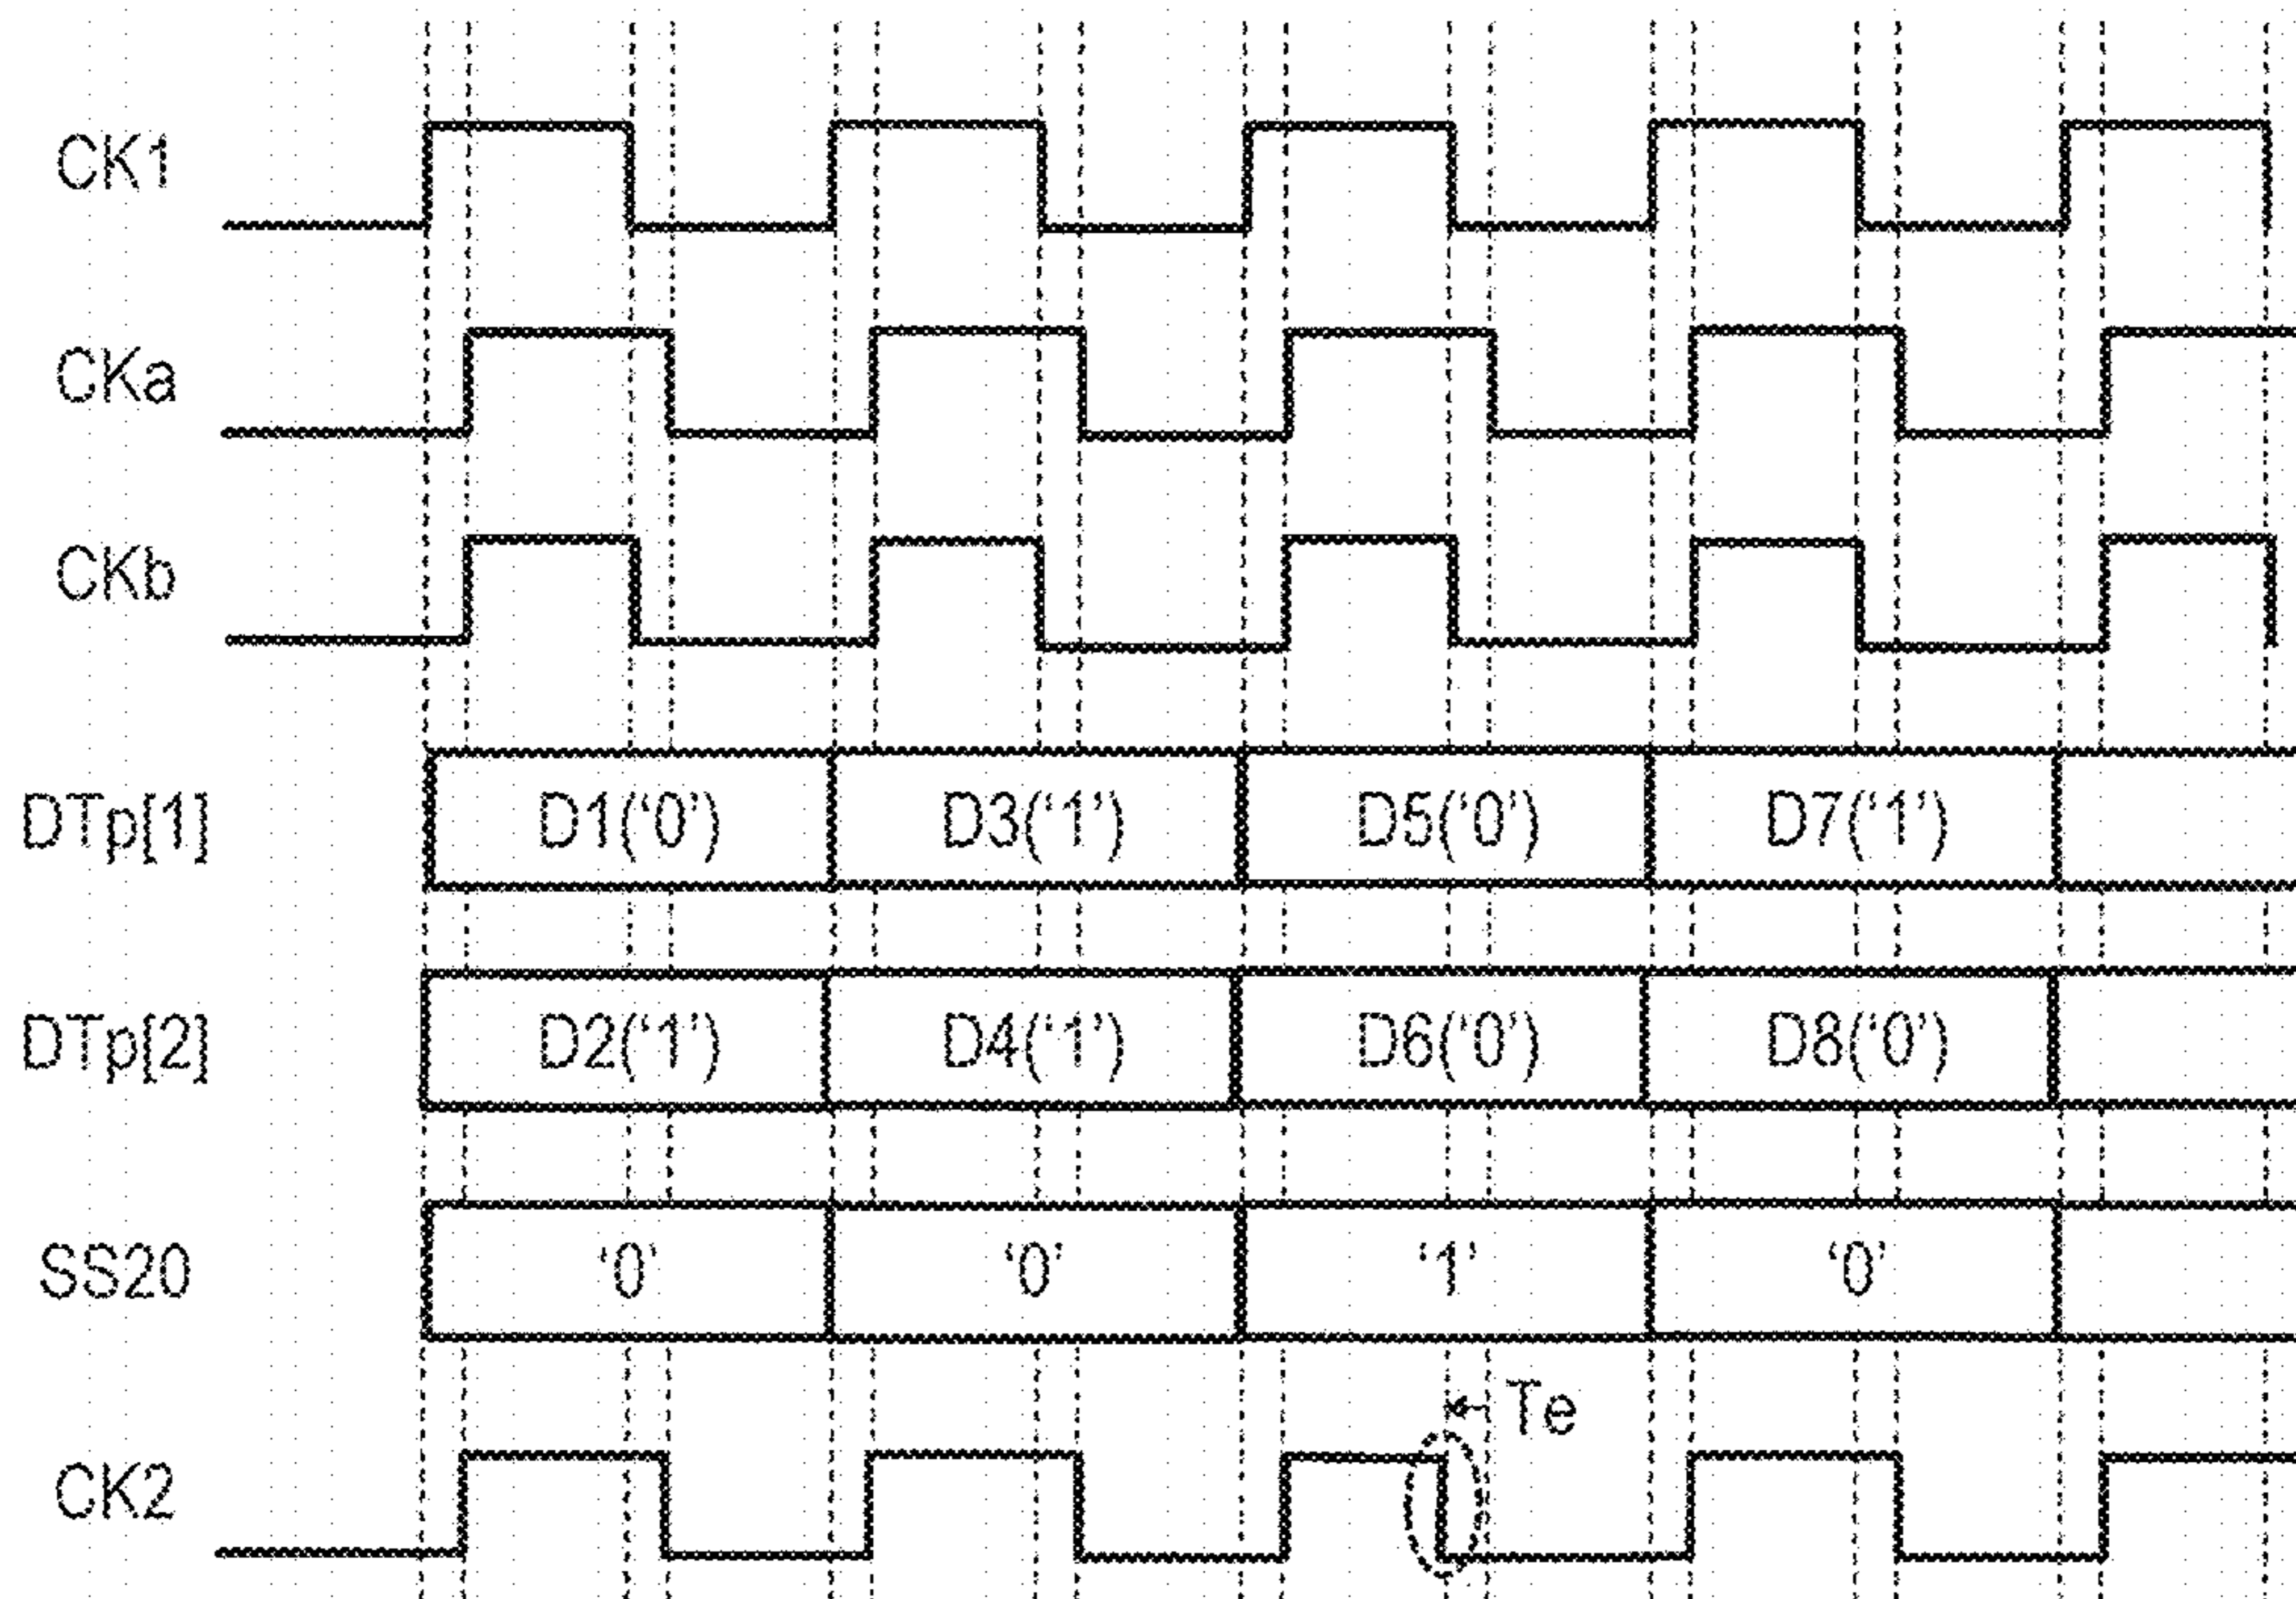 CK1
CKa
CKb
DTp[1] D1(‘0’) D3(‘1’) D5(‘0’) D7(‘1’)
DTp[2] D2(‘1’) D4(‘1’) D6(‘0’) D8(‘0’)
SS20 ‘0’ ‘0’ ‘1’ ‘0’
Te
CK2